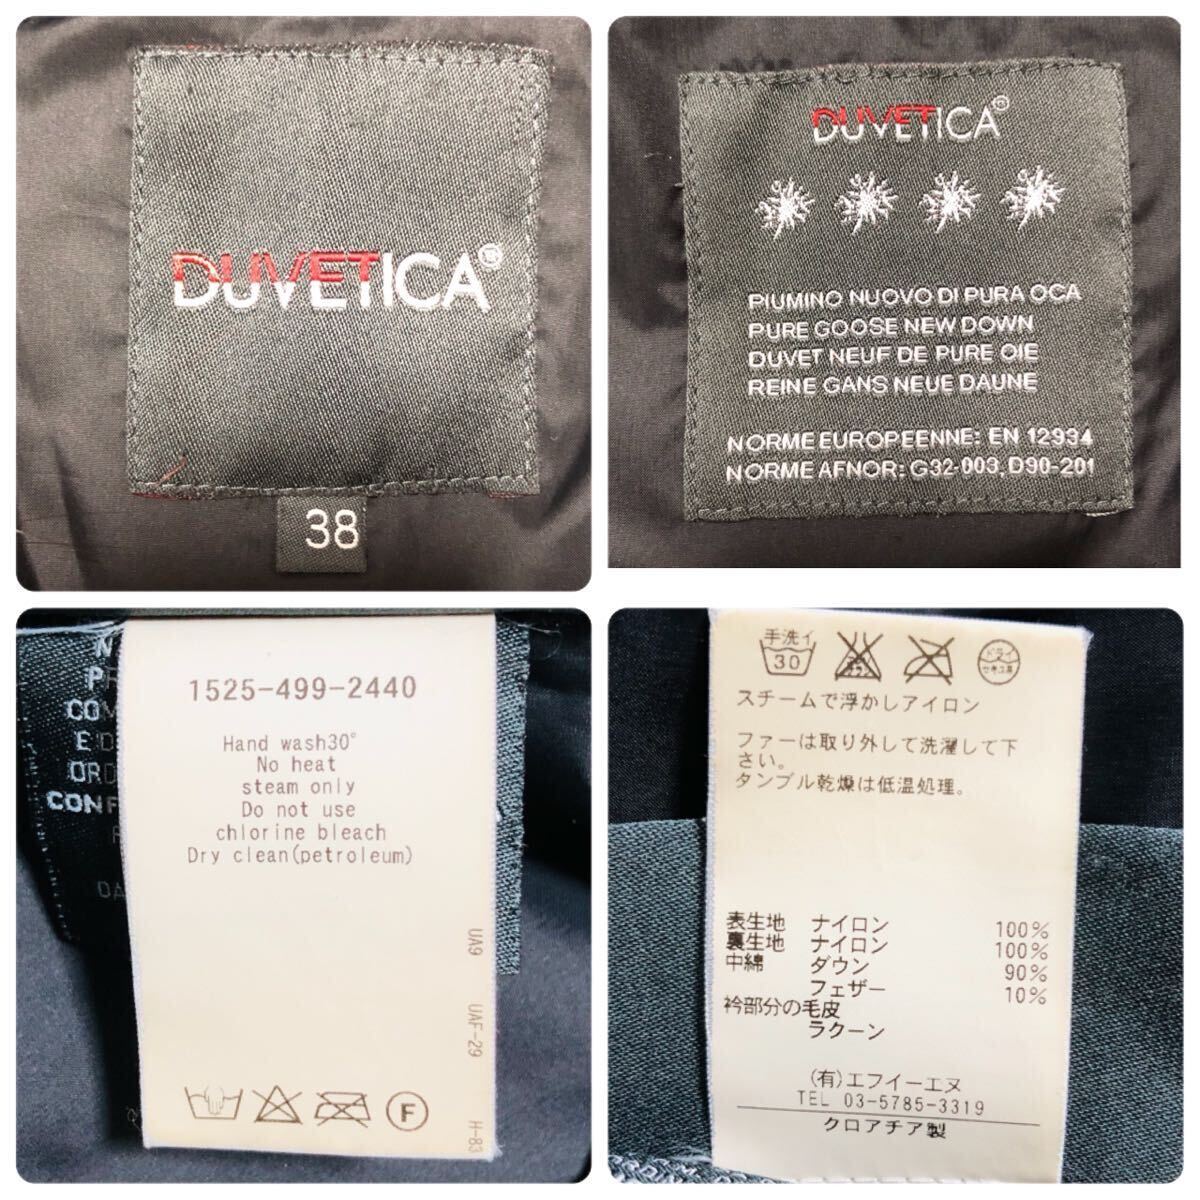 DUVETICA®
38
DUVETICA®
PIUMINO NUOVO DI PURA OCA
PURE GOOSE NEW DOWN
DUVET NEUF DE PURE OIE
REINE GANS NEUE DAUNE
NORME EUROPEENNE: EN 12934
NORME AFNOR: G32-003, D90-201
1525-499-2440
Hand wash30°
No heat
steam only
Do not use
chlorine bleach
Dry clean(petroleum)
UA9 UAF-29 H-83
F
CONF
手洗イ
30
ドライ
セキユ系
スチームで浮かしアイロン
ファーは取り外して洗濯して下
さい。
タンブル乾燥は低温処理。
表生地 ナイロン 100%
裏生地 ナイロン 100%
中綿 ダウン 90%
フェザー 10%
衿部分の毛皮
ラクーン
(有)エフイーエヌ
TEL 03-5785-3319
クロアチア製